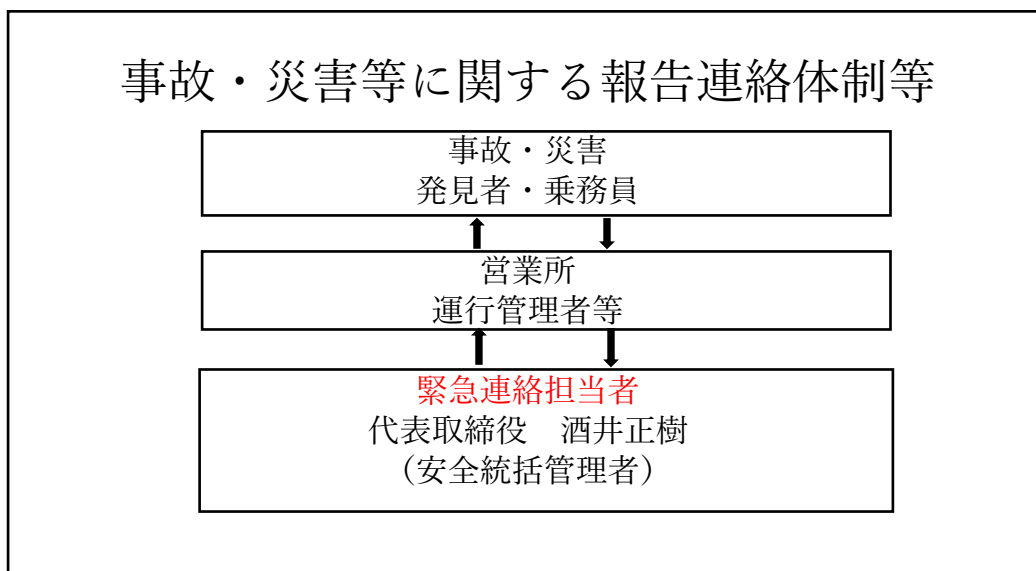 事故・災害等に関する報告連絡体制等
事故・災害
発見者・乗務員
営業所
運行管理者等
緊急連絡担当者
代表取締役　酒井正樹
（安全統括管理者）